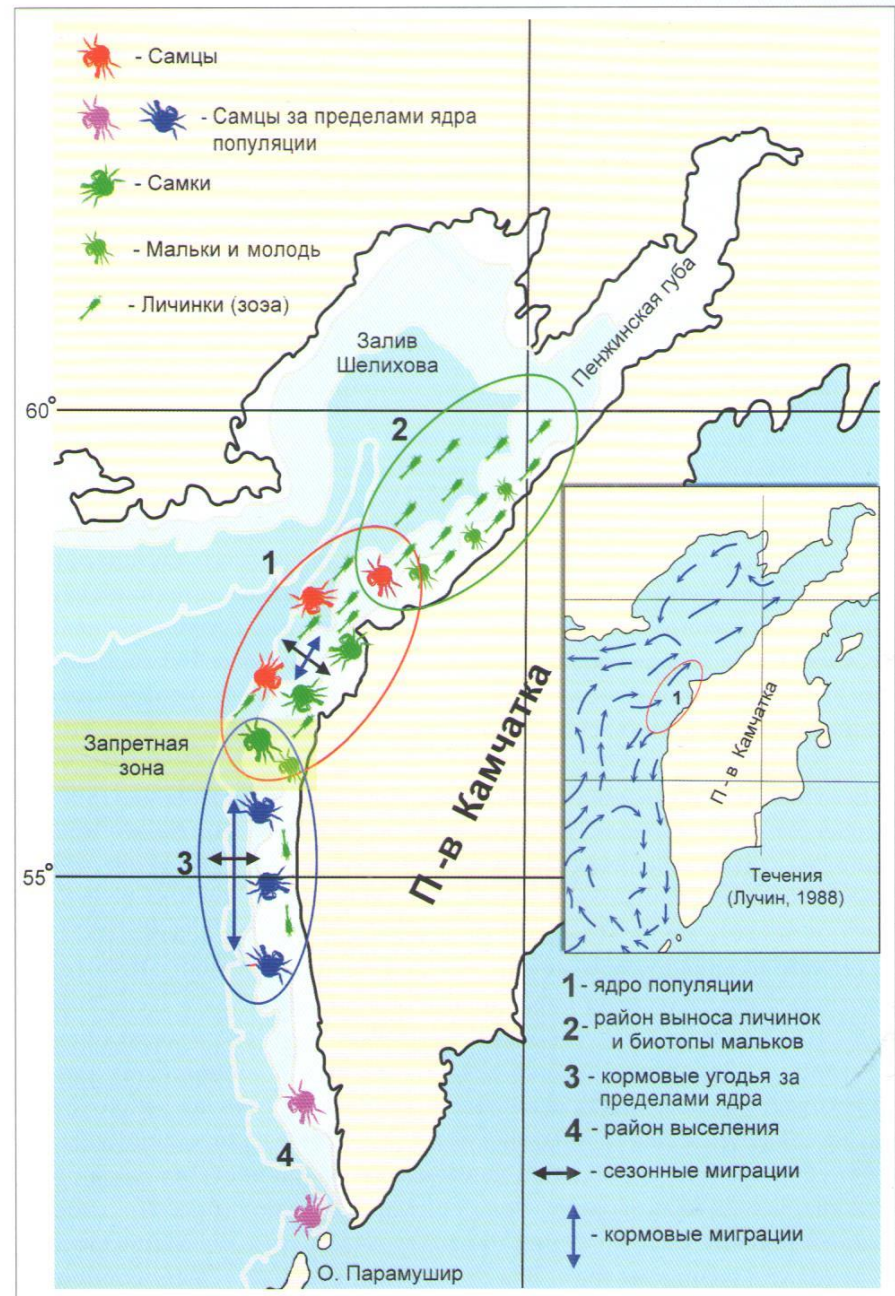 - Самцы
- Самцы за пределами ядра
популяции
- Самки
- Мальки и молодь
- Личинки (зоэа)
Залив
Шелихова
Пенжинская губа
60°
2
1
Запретная
зона
3
55°
П-в Камчатка
4
О. Парамушир
1
П-в Камчатка
Течения
(Лучин, 1988)
1 - ядро популяции
2 - район выноса личинок
и биотопы мальков
3 - кормовые угодья за
пределами ядра
4 - район выселения
- сезонные миграции
- кормовые миграции